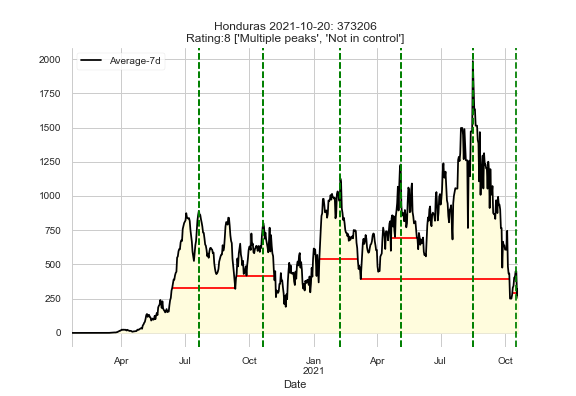 Honduras 2021-10-20: 373206
Rating:8 ['Multiple peaks', 'Not in control']
Average-7d
2000
1750
1500
1250
1000
750
500
250
0
Apr
Jul
Oct
Jan
2021
Apr
Jul
Oct
Date